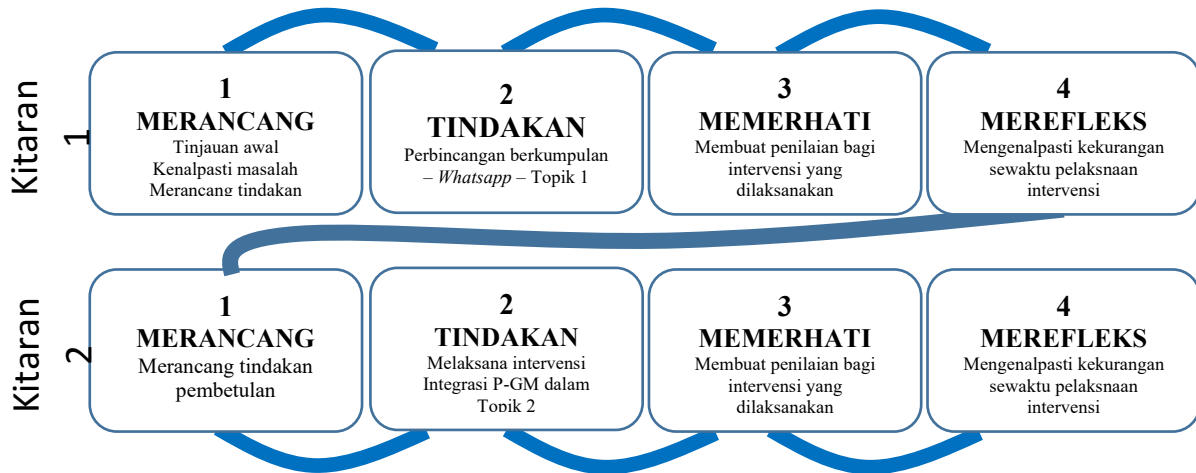 Kitaran
1
1
MERANCANG
Tinjauan awal
Kenalpasti masalah
Merancang tindakan
2
TINDAKAN
Perbincangan berkumpulan
– Whatsapp – Topik 1
3
MEMERHATI
Membuat penilaian bagi
intervensi yang
dilaksanakan
4
MEREFLEKS
Mengenalpasti kekurangan
sewaktu pelaksnaan
intervensi
Kitaran
2
1
MERANCANG
Merancang tindakan
pembetulan
2
TINDAKAN
Melaksana intervensi
Integrasi P-GM dalam
Topik 2
3
MEMERHATI
Membuat penilaian bagi
intervensi yang
dilaksanakan
4
MEREFLEKS
Mengenalpasti kekurangan
sewaktu pelaksnaan
intervensi